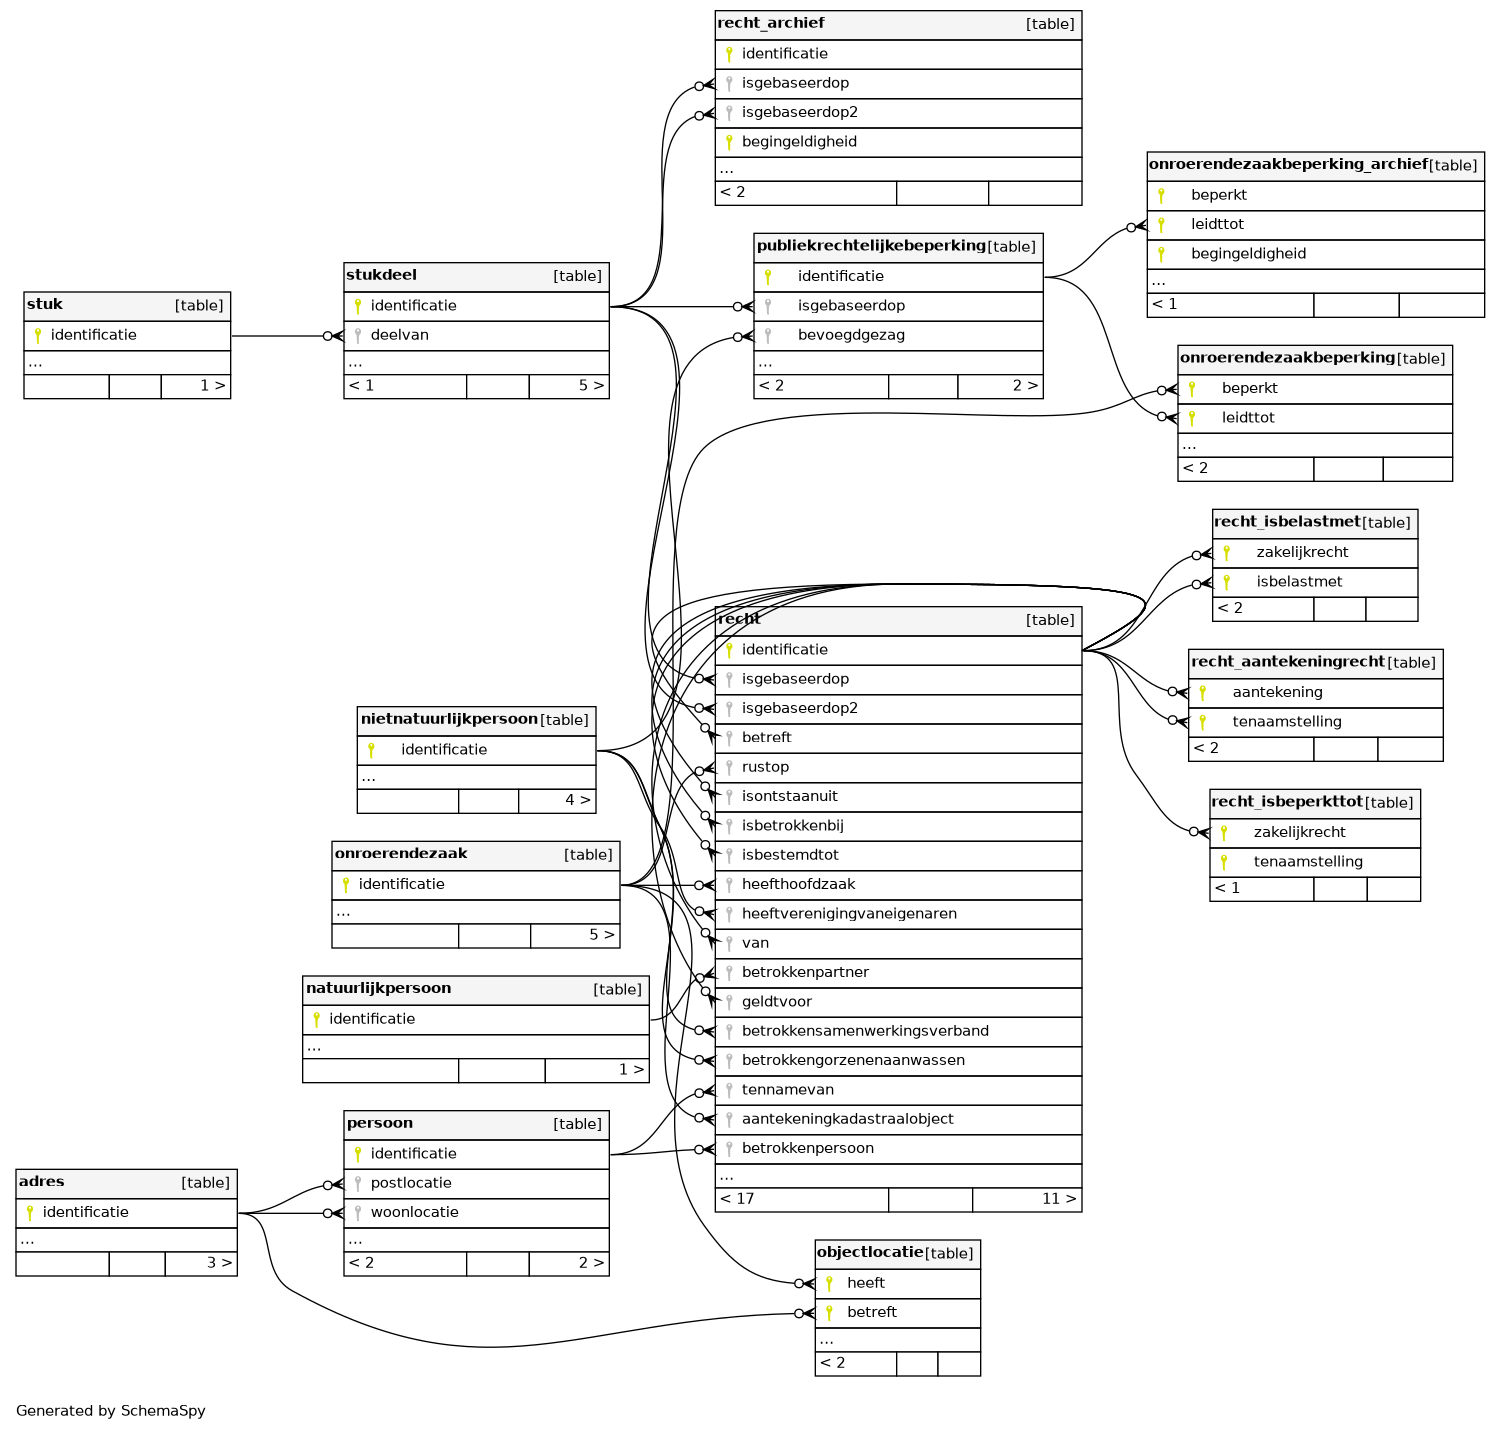 recht_archief [table]
identificatie
isgebaseerdop
isgebaseerdop2
begingeldigheid
...
< 2
onroerendezaakbeperking_archief [table]
beperkt
leidttot
begingeldigheid
...
< 1
publiekrechtelijkebeperking [table]
identificatie
isgebaseerdop
bevoegdgezag
...
< 2 2 >
stukdeel [table]
identificatie
deelvan
...
< 1 5 >
stuk [table]
identificatie
...
1 >
onroerendezaakbeperking [table]
beperkt
leidttot
...
< 2
recht_isbelastmet [table]
zakelijkrecht
isbelastmet
< 2
recht [table]
identificatie
isgebaseerdop
isgebaseerdop2
betreft
rustop
isontstaanuit
isbetrokkenbij
isbestemdtot
heefthoofdzaak
heeftverenigingvaneigenaren
van
betrokkenpartner
geldtvoor
betrokkensamenwerkingsverband
betrokkengorzenenaanwassen
tennamevan
aantekeningkadastraalobject
betrokkenpersoon
...
< 17 11 >
recht_aantekeningrecht [table]
aantekening
tenaamstelling
< 2
recht_isbeperkttot [table]
zakelijkrecht
tenaamstelling
< 1
nietnatuurlijkpersoon [table]
identificatie
...
4 >
onroerendezaak [table]
identificatie
...
5 >
natuurlijkpersoon [table]
identificatie
...
1 >
persoon [table]
identificatie
postlocatie
woonlocatie
...
< 2 2 >
adres [table]
identificatie
...
3 >
objectlocatie [table]
heeft
betreft
...
< 2
Generated by SchemaSpy